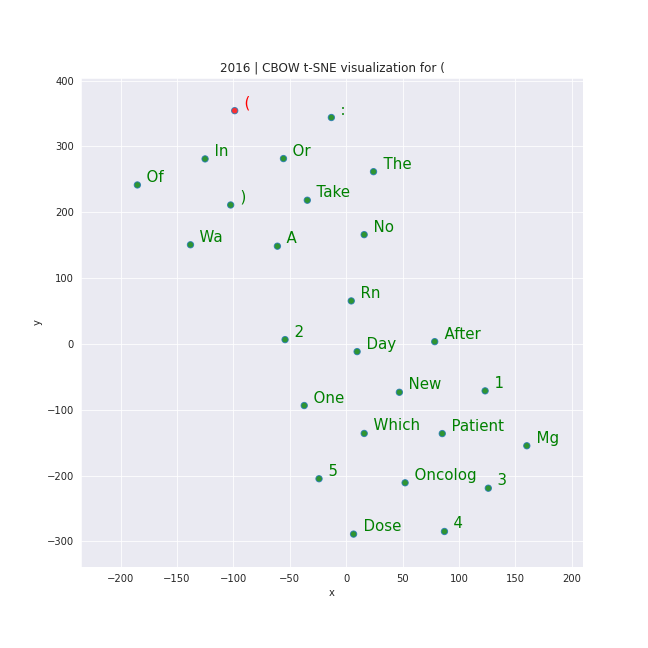 2016 | CBOW t-SNE visualization for (
400
(
:
300
In
Or
The
Of
Take
)
200
No
Wa
A
100
Rn
2
After
0
Day
New
1
One
-100
Which
Patient
Mg
5
Oncolog
3
-200
Dose
4
-300
y
-200 -150 -100 -50 0 50 100 150 200
x